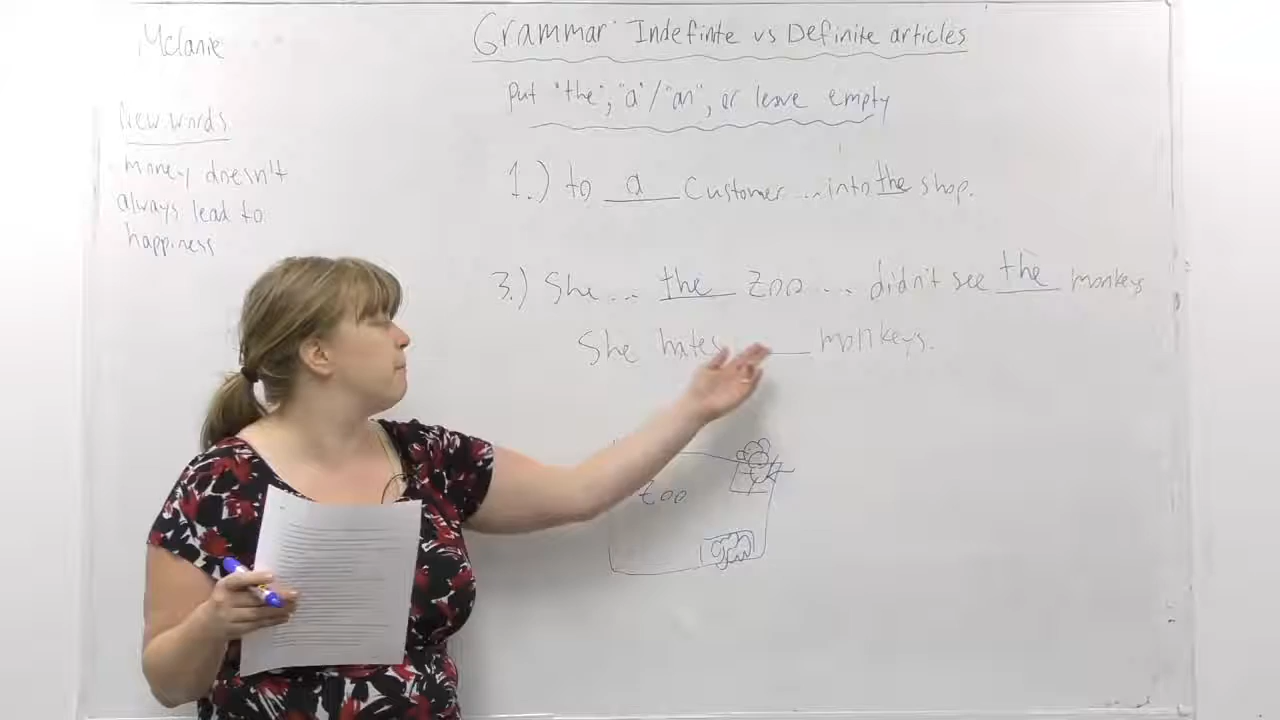 Melanie
New words
money doesn't
always lead to
happiness
Grammar: Indefinite vs Definite articles
put "the", "a"/"an", or leave empty
1.) to a customer ... into the shop.
3.) She ... the zoo ... didn't see the monkeys
She hates ___ monkeys.
zoo